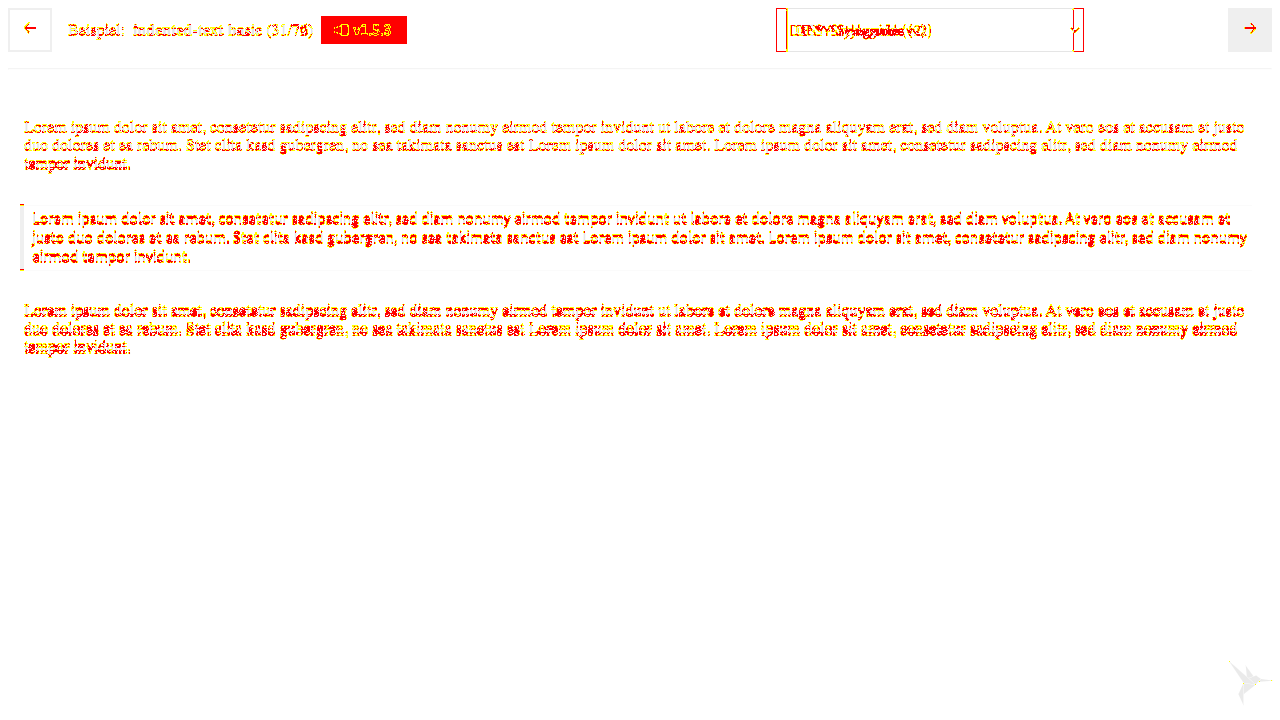 ←
Beispiel: indented-text basic (31/76)
v1.5.8
→
Lorem ipsum dolor sit amet, consetetur sadipscing elitr, sed diam nonumy eirmod tempor invidunt ut labore et dolore magna aliquyam erat, sed diam voluptua. At vero eos et accusam et justo
duo dolores et ea rebum. Stet clita kasd gubergren, no sea takimata sanctus est Lorem ipsum dolor sit amet. Lorem ipsum dolor sit amet, consetetur sadipscing elitr, sed diam nonumy eirmod
tempor invidunt.
Lorem ipsum dolor sit amet, consetetur sadipscing elitr, sed diam nonumy eirmod tempor invidunt ut labore et dolore magna aliquyam erat, sed diam voluptua. At vero eos et accusam et
justo duo dolores et ea rebum. Stet clita kasd gubergren, no sea takimata sanctus est Lorem ipsum dolor sit amet. Lorem ipsum dolor sit amet, consetetur sadipscing elitr, sed diam nonumy
eirmod tempor invidunt.
Lorem ipsum dolor sit amet, consetetur sadipscing elitr, sed diam nonumy eirmod tempor invidunt ut labore et dolore magna aliquyam erat, sed diam voluptua. At vero eos et accusam et justo
duo dolores et ea rebum. Stet clita kasd gubergren, no sea takimata sanctus est Lorem ipsum dolor sit amet. Lorem ipsum dolor sit amet, consetetur sadipscing elitr, sed diam nonumy eirmod
tempor invidunt.